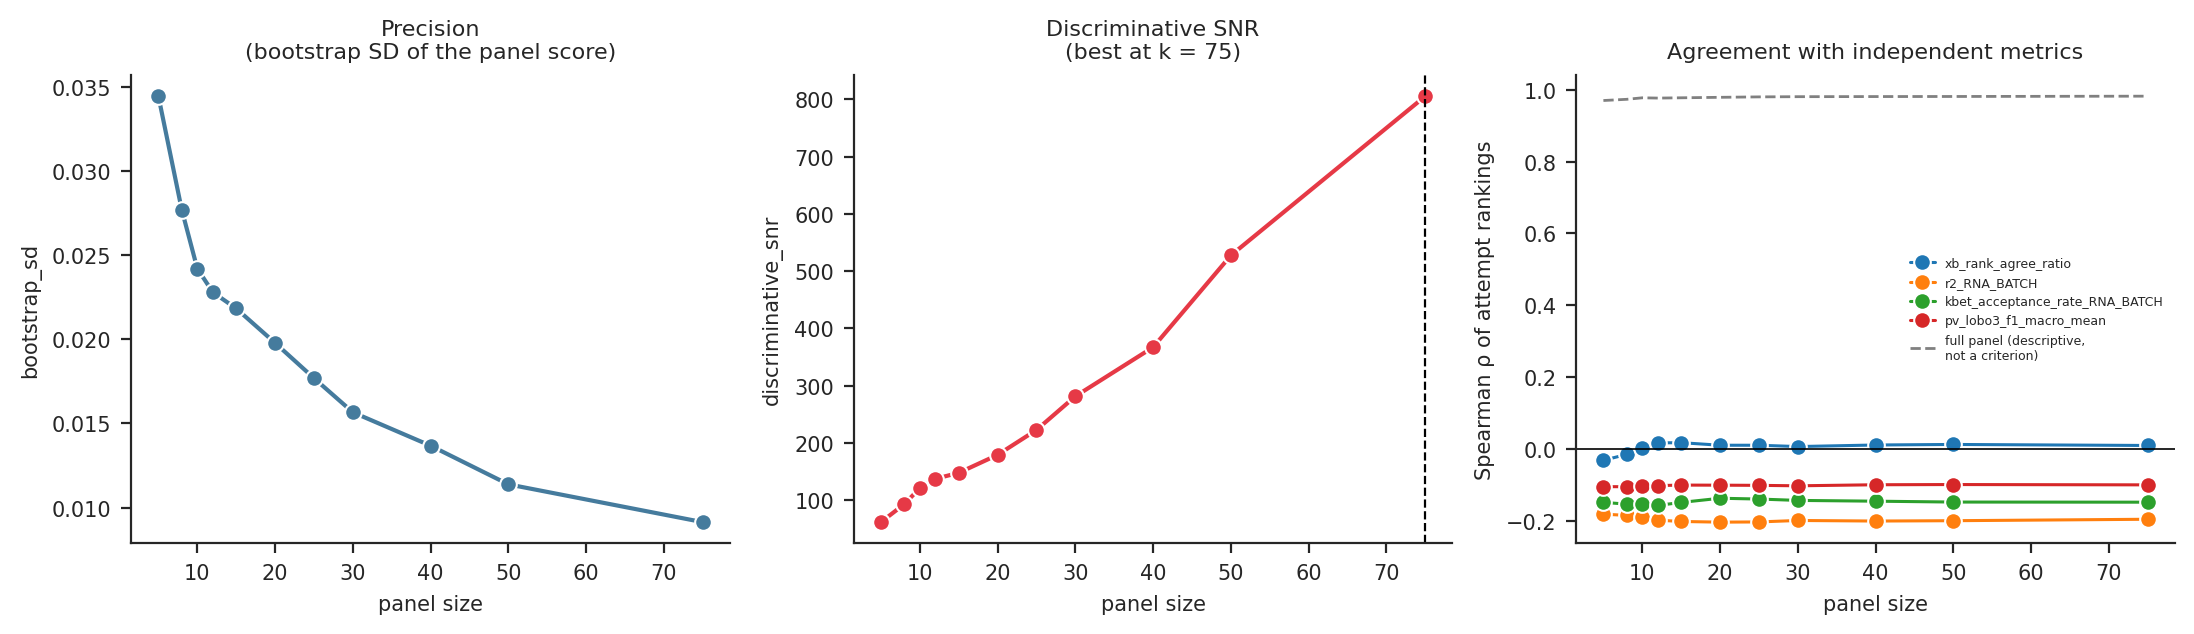 Precision
(bootstrap SD of the panel score)
0.035
0.030
0.025
0.020
0.015
0.010
bootstrap_sd
10 20 30 40 50 60 70
panel size
Discriminative SNR
(best at k = 75)
800
700
600
500
400
300
200
100
discriminative_snr
10 20 30 40 50 60 70
panel size
Agreement with independent metrics
1.0
0.8
0.6
0.4
0.2
0.0
−0.2
Spearman ρ of attempt rankings
xb_rank_agree_ratio
r2_RNA_BATCH
kbet_acceptance_rate_RNA_BATCH
pv_lobo3_f1_macro_mean
full panel (descriptive,
not a criterion)
10 20 30 40 50 60 70
panel size